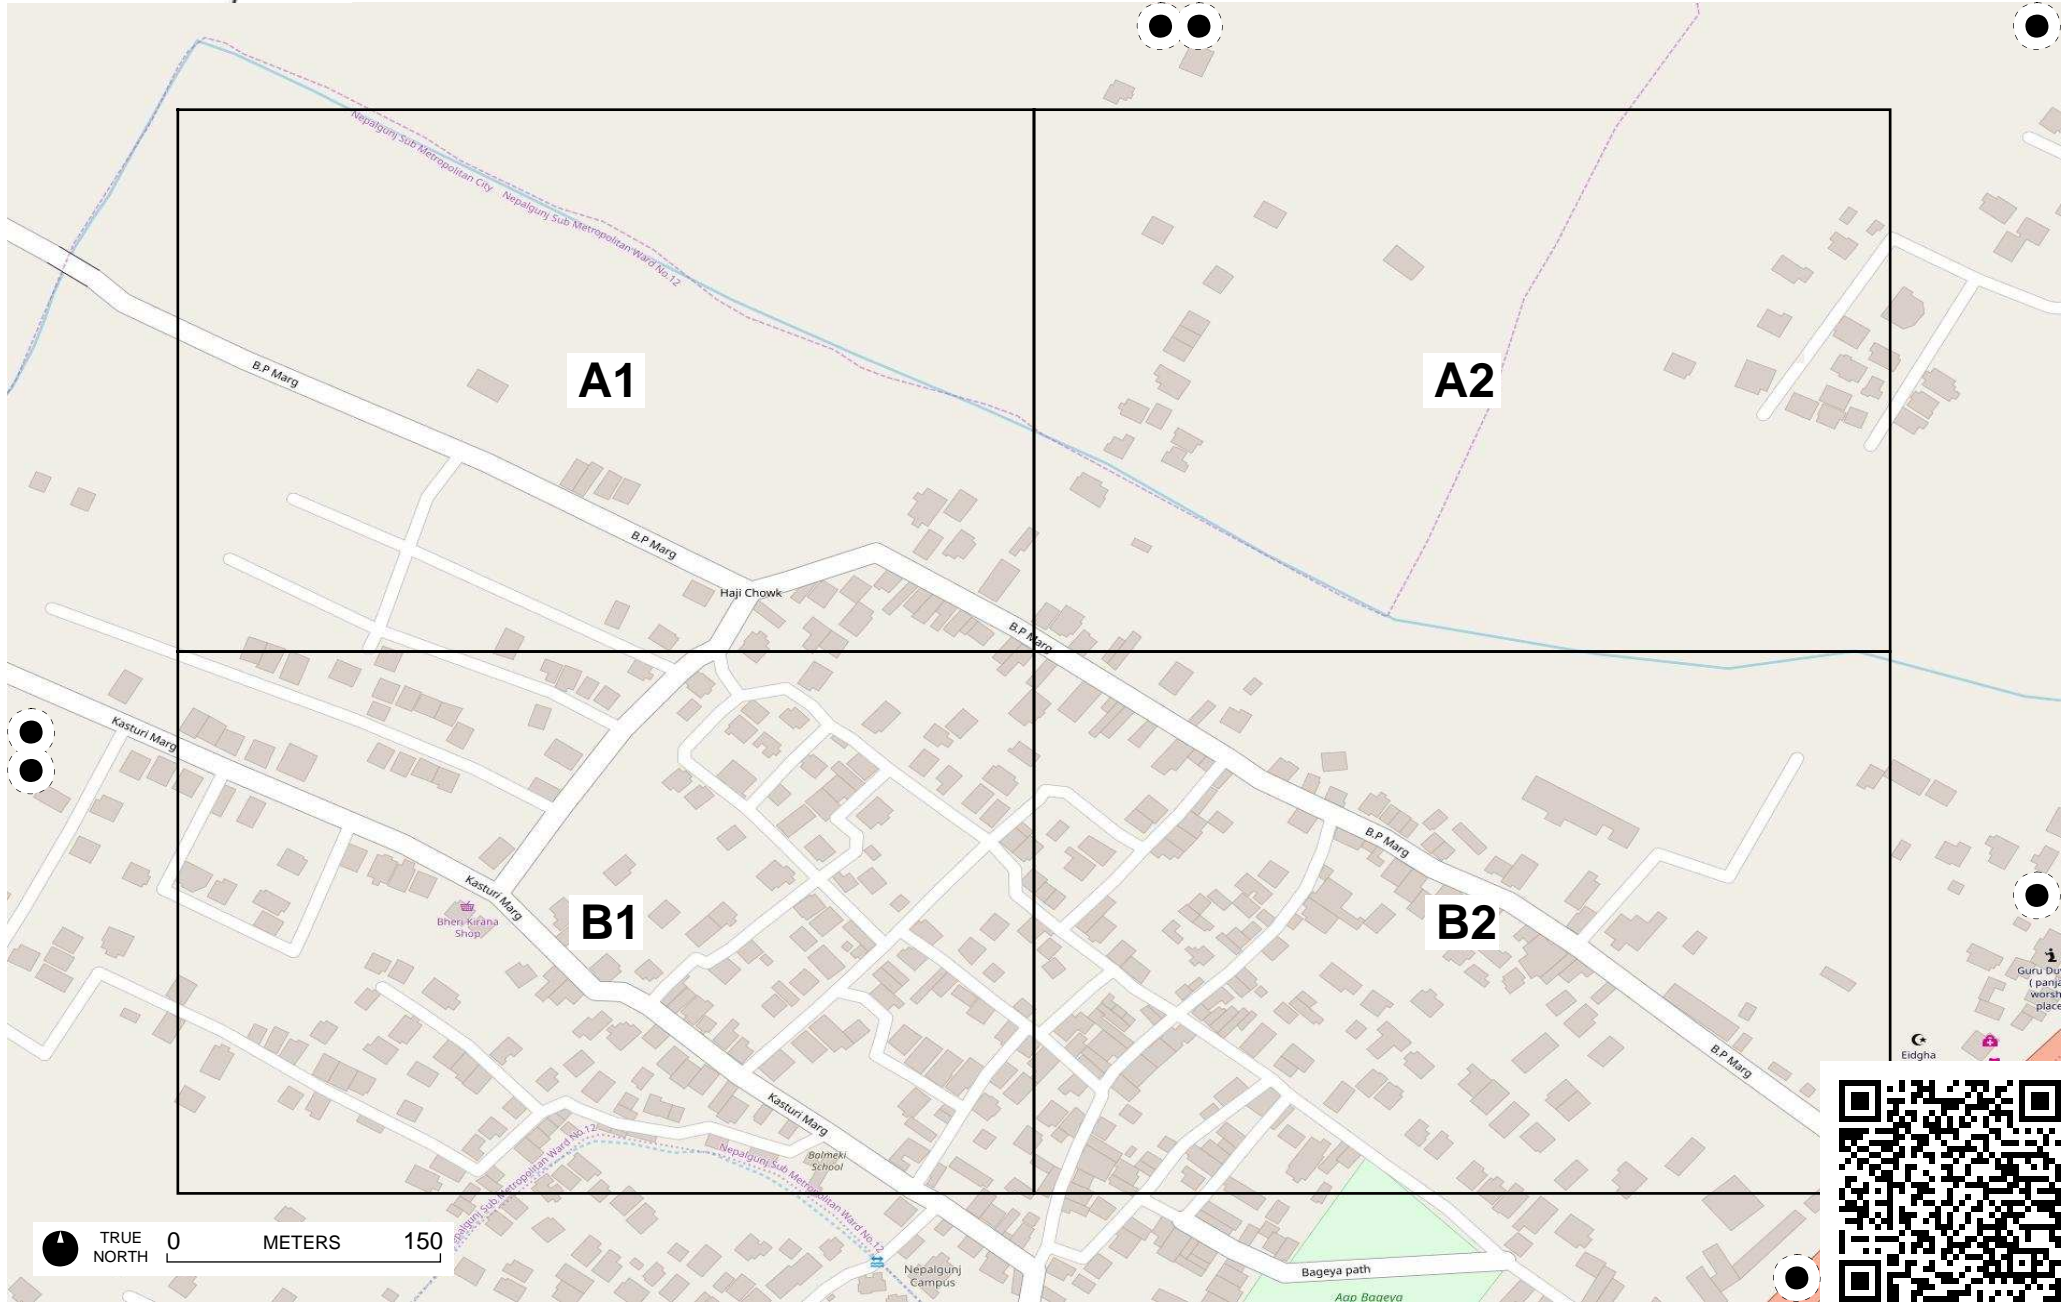 Nepalgunj Sub Metropolitan City
Nepalgunj Sub Metropolitan Ward No.12
B.P Marg
A1
A2
B.P Marg
Haji Chowk
B.P Marg
Kasturi Marg
B.P Marg
Kasturi Marg
Bheri Kirana
Shop
B1
B2
Guru Du
( panja
worsh
place
Eidgha
B.P Marg
Kasturi Marg
Balmeki
School
Nepalgunj Sub Metropolitan Ward No.12
Nepalgunj Sub Metropolitan Ward No.12
TRUE
NORTH
0 METERS 150
Nepalgunj
Campus
Bageya path
Aap Bageya